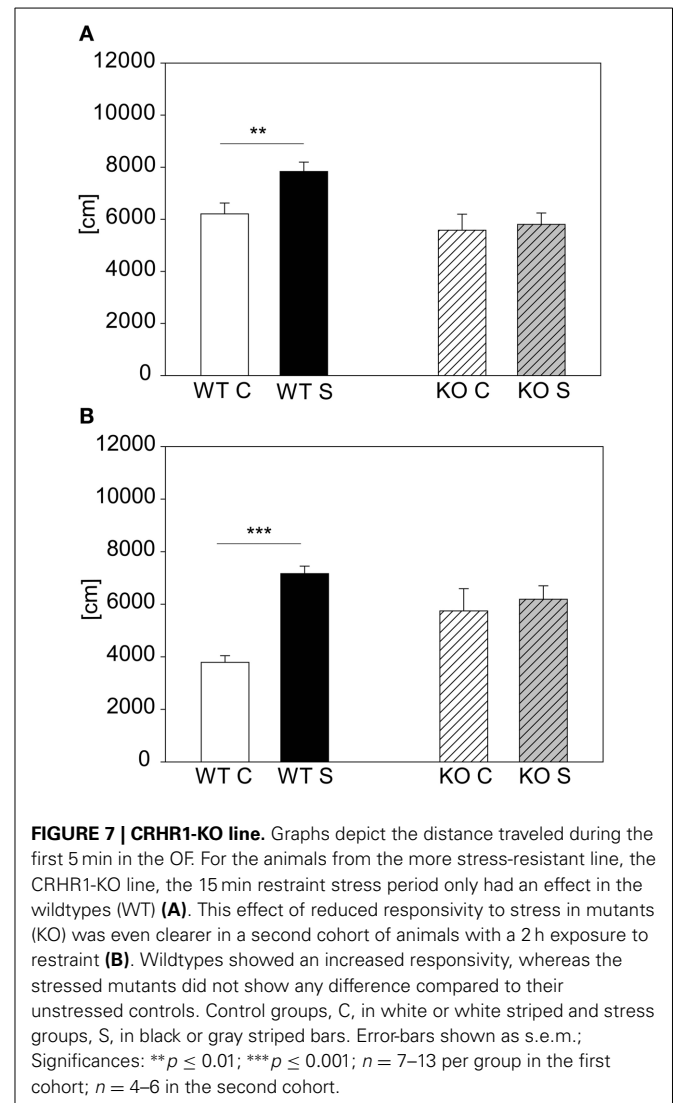 A
12000
10000
8000
6000
4000
2000
0
[cm]
**
WT C WT S KO C KO S
B
12000
10000
8000
6000
4000
2000
0
[cm]
***
WT C WT S KO C KO S
FIGURE 7 | CRHR1-KO line. Graphs depict the distance traveled during the
first 5 min in the OF. For the animals from the more stress-resistant line, the
CRHR1-KO line, the 15 min restraint stress period only had an effect in the
wildtypes (WT) (A). This effect of reduced responsivity to stress in mutants
(KO) was even clearer in a second cohort of animals with a 2 h exposure to
restraint (B). Wildtypes showed an increased responsivity, whereas the
stressed mutants did not show any difference compared to their
unstressed controls. Control groups, C, in white or white striped and stress
groups, S, in black or gray striped bars. Error-bars shown as s.e.m.;
Significances: **p ≤ 0.01; ***p ≤ 0.001; n = 7–13 per group in the first
cohort; n = 4–6 in the second cohort.